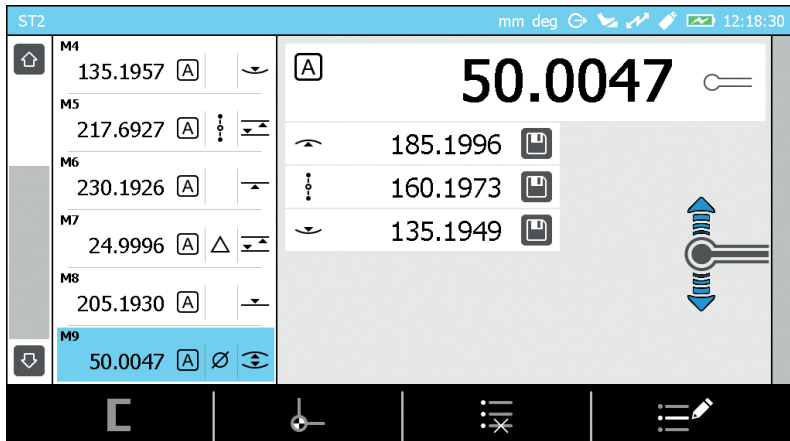 ST2
mm deg 12:18:30
M4
135.1957 A
M5
217.6927 A
M6
230.1926 A
M7
24.9996 A
M8
205.1930 A
M9
50.0047 A Ø
A 50.0047
185.1996
160.1973
135.1949